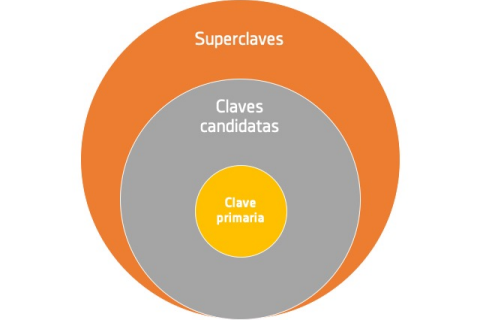 Superclaves
Claves
candidatas
Clave
primaria